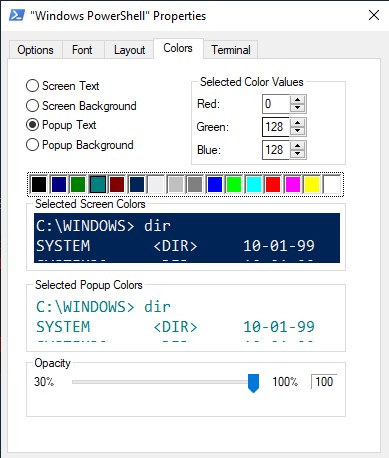 "Windows PowerShell" Properties
Options Font Layout Colors Terminal
Screen Text
Screen Background
Popup Text
Popup Background
Selected Color Values
Red: 0
Green: 128
Blue: 128
Selected Screen Colors
C:\WINDOWS> dir
SYSTEM <DIR> 10-01-99
Selected Popup Colors
C:\WINDOWS> dir
SYSTEM <DIR> 10-01-99
Opacity
30% 100% 100